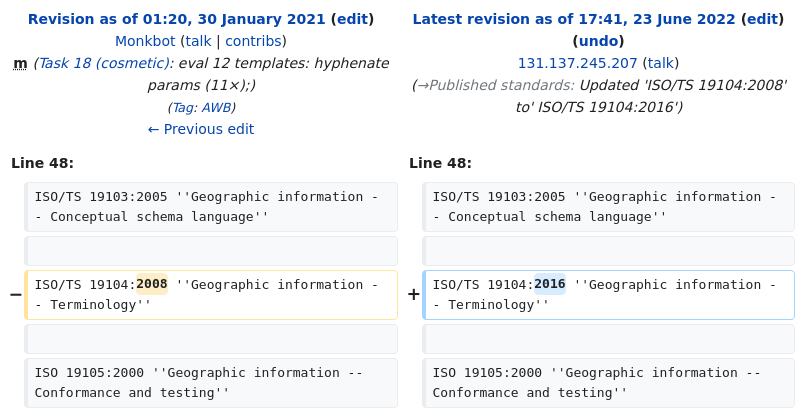 Revision as of 01:20, 30 January 2021 (edit)
Monkbot (talk | contribs)
m (Task 18 (cosmetic): eval 12 templates: hyphenate
params (11×);)
(Tag: AWB)
← Previous edit
Latest revision as of 17:41, 23 June 2022 (edit)
(undo)
131.137.245.207 (talk)
(→Published standards: Updated 'ISO/TS 19104:2008'
to' ISO/TS 19104:2016')
Line 48:
ISO/TS 19103:2005 ''Geographic information -
- Conceptual schema language''
− ISO/TS 19104:2008 ''Geographic information -
- Terminology''
ISO 19105:2000 ''Geographic information --
Conformance and testing''
Line 48:
ISO/TS 19103:2005 ''Geographic information -
- Conceptual schema language''
+ ISO/TS 19104:2016 ''Geographic information -
- Terminology''
ISO 19105:2000 ''Geographic information --
Conformance and testing''